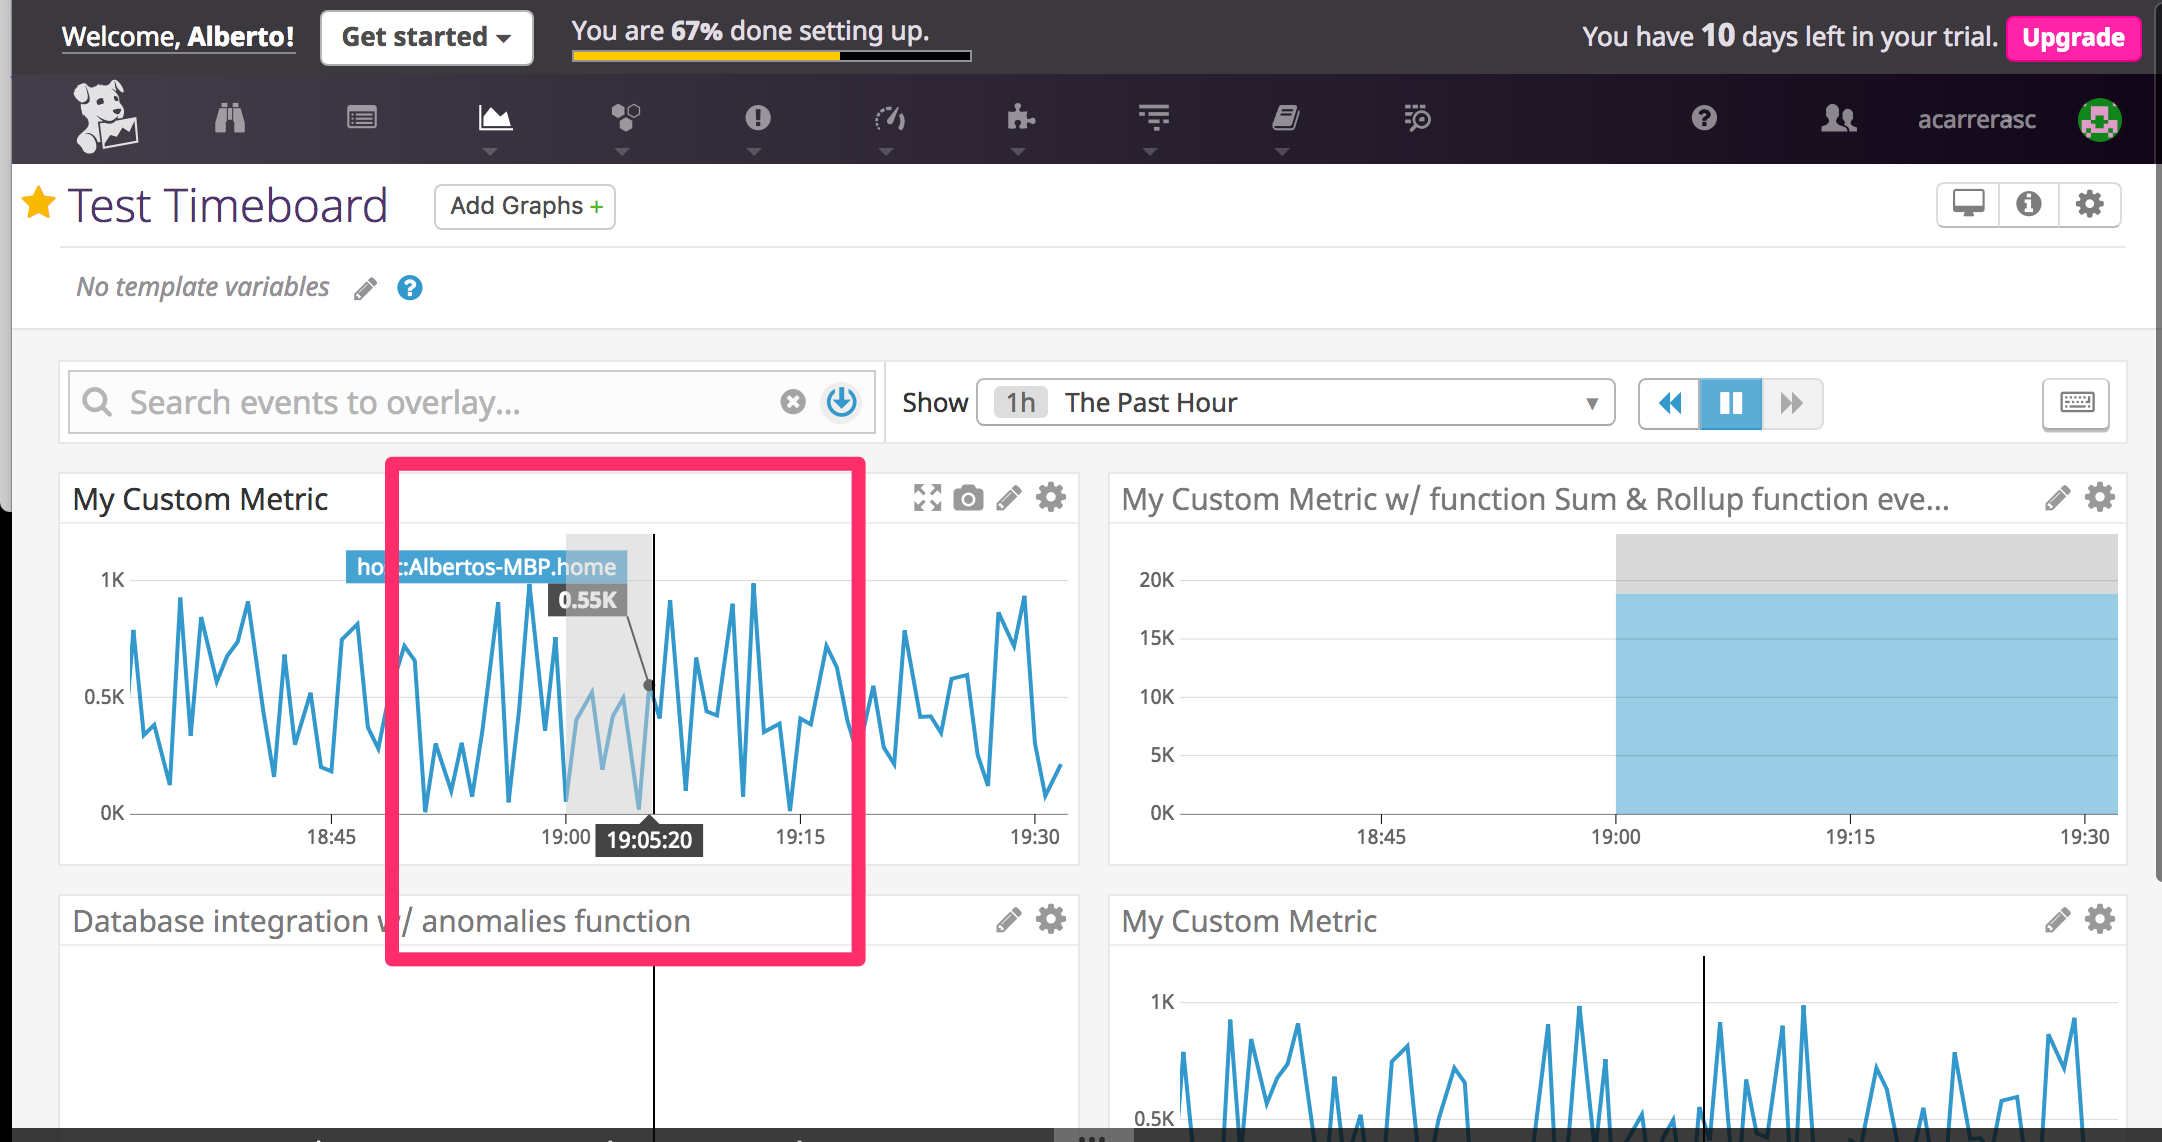 Welcome, Alberto!
Get started
You are 67% done setting up.
You have 10 days left in your trial.
Upgrade
acarrerasc
Test Timeboard
Add Graphs +
No template variables
Search events to overlay...
Show
1h The Past Hour
My Custom Metric
host:Albertos-MBP.home
0.55K
1K
0.5K
0K
18:45
19:00
19:05:20
19:15
19:30
My Custom Metric w/ function Sum & Rollup function eve...
20K
15K
10K
5K
0K
18:45
19:00
19:15
19:30
Database integration w/ anomalies function
My Custom Metric
1K
0.5K